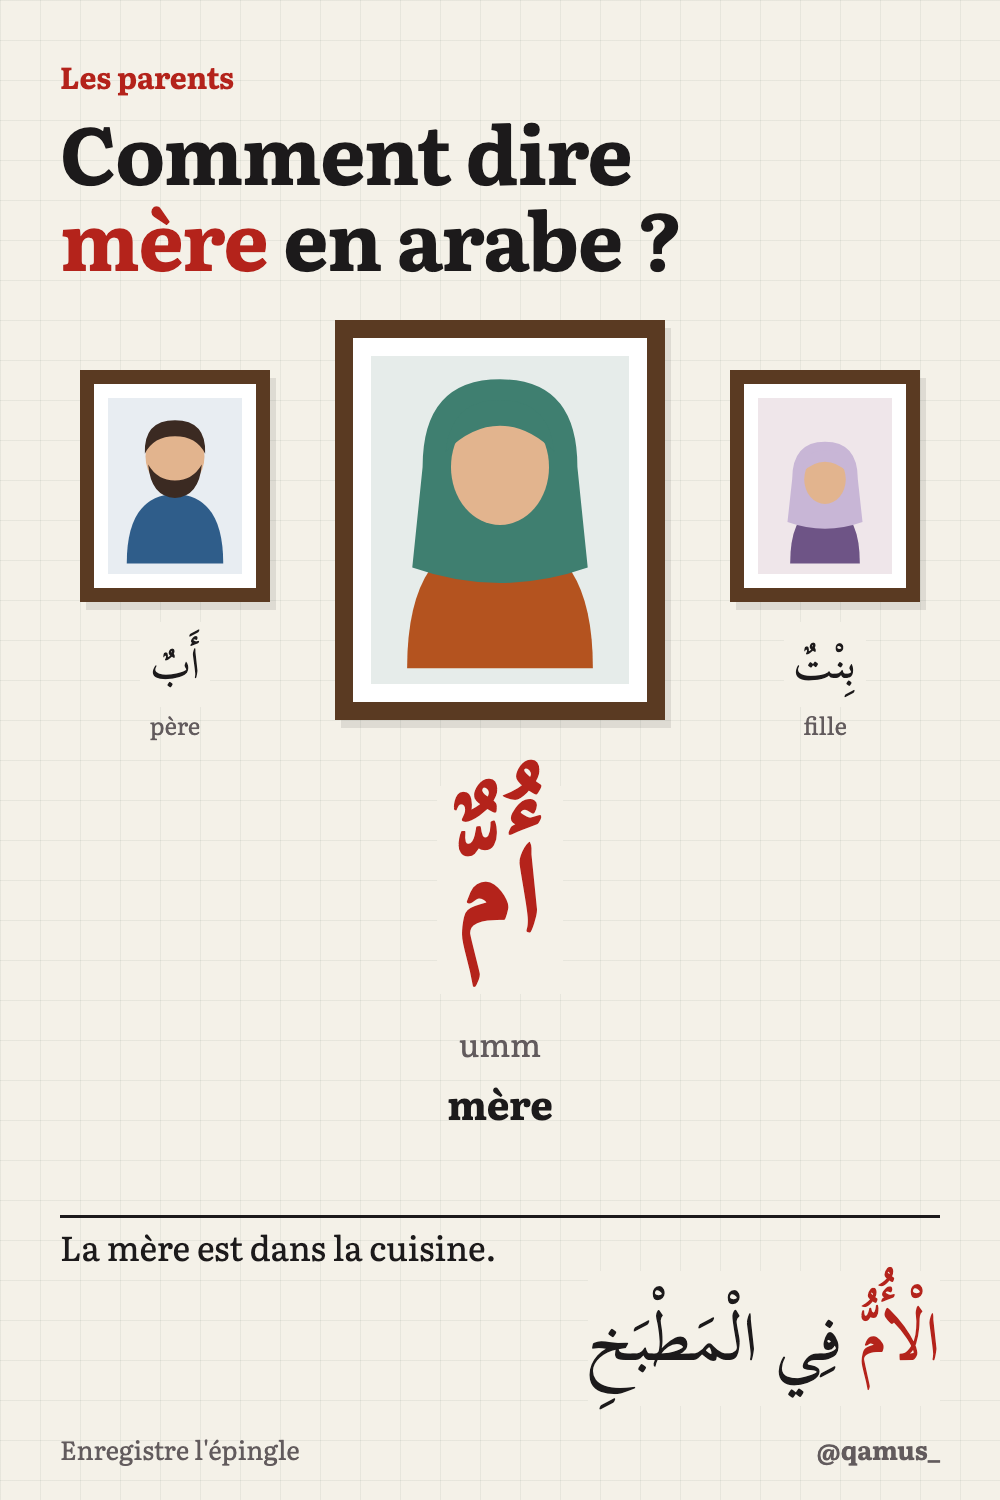 Les parents
Comment dire
mère en arabe ?
أَبٌ
père
بِنْتٌ
fille
أُمٌّ
umm
mère
La mère est dans la cuisine.
الْأُمُّ فِي الْمَطْبَخِ
Enregistre l'épingle
@qamus_